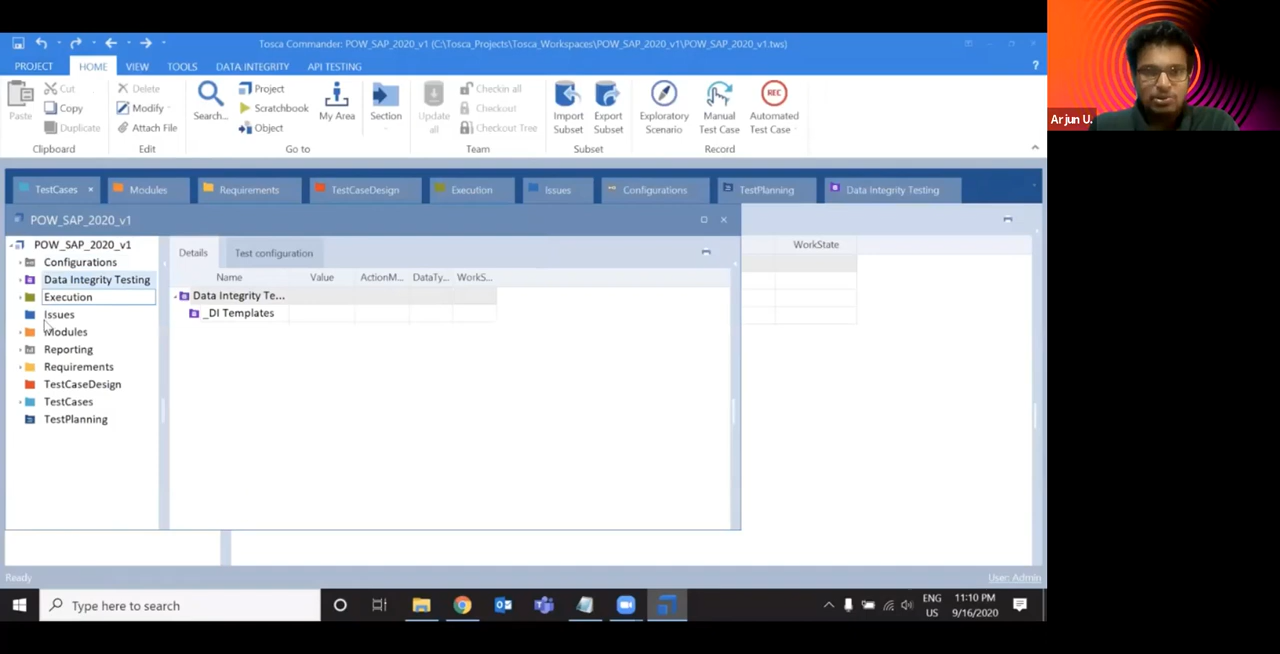 Tosca Commander: POW_SAP_2020_v1 (C:\Tosca_Projects\Tosca_Workspaces\POW_SAP_2020_v1\POW_SAP_2020_v1.tws)
PROJECT HOME VIEW TOOLS DATA INTEGRITY API TESTING ?
Paste Cut Copy Duplicate
Delete Modify Attach File
Search... Project Scratchbook Object My Area Section
Update all Checkin all Checkout Checkout Tree
Import Subset Export Subset
Exploratory Scenario Manual Test Case REC Automated Test Case
Clipboard Edit Go to Team Subset Record
Arjun U.
TestCases × Modules Requirements TestCaseDesign Execution Issues Configurations TestPlanning Data Integrity Testing
POW_SAP_2020_v1
POW_SAP_2020_v1
Configurations
Data Integrity Testing
Execution
Issues
Modules
Reporting
Requirements
TestCaseDesign
TestCases
TestPlanning
Details Test configuration
Name Value ActionM... DataTy... WorkS...
Data Integrity Te...
_DI Templates
WorkState
Ready User: Admin
Type here to search
ENG
US
11:10 PM
9/16/2020